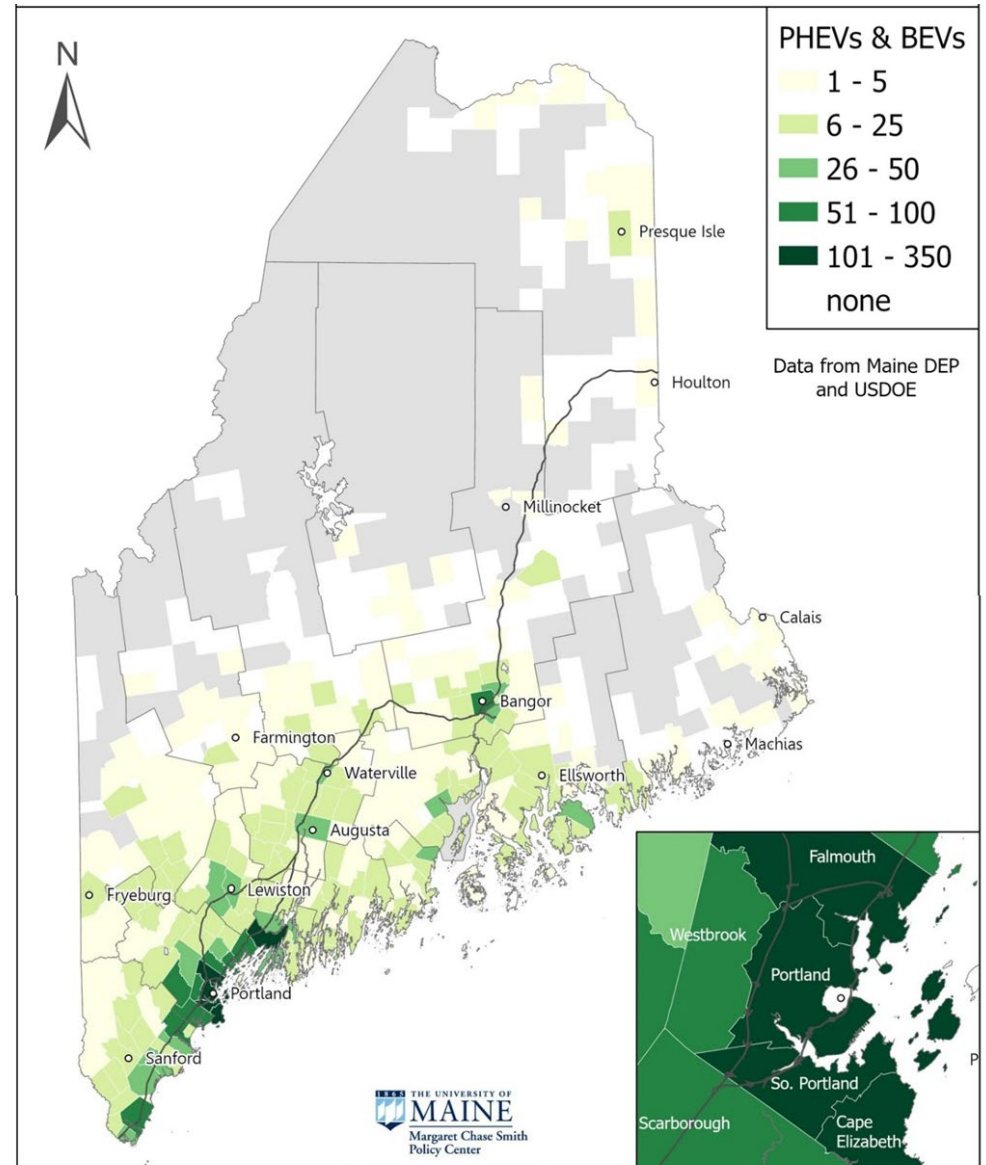 N
PHEVs & BEVs
1 - 5
6 - 25
26 - 50
51 - 100
101 - 350
none
Data from Maine DEP
and USDOE
Presque Isle
Houlton
Millinocket
Calais
Bangor
Machias
Farmington
Waterville
Ellsworth
Augusta
Fryeburg
Lewiston
Portland
Sanford
1865 THE UNIVERSITY OF
MAINE
Margaret Chase Smith
Policy Center
Falmouth
Westbrook
Portland
So. Portland
Scarborough
Cape
Elizabeth
P